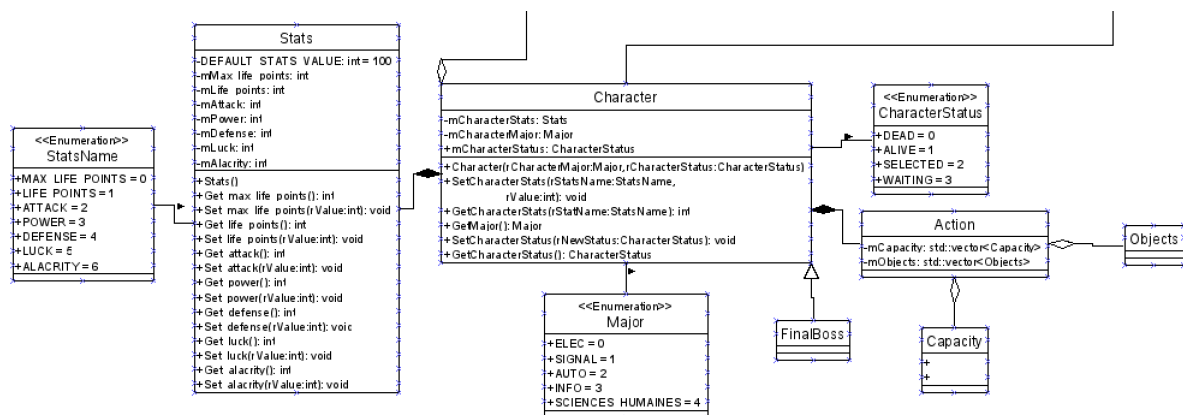 Stats
-DEFAULT STATS VALUE: int = 100
-mMax life points: int
-mLife points: int
-mAttack: int
-mPower: int
-mDefense: int
-mLuck: int
-mAlacrity: int
+Stats()
+Get max life points(): int
+Set max life points(rValue:int): void
+Get life points(): int
+Set life points(rValue:int): void
+Get attack(): int
+Set attack(rValue:int): void
+Get power(): int
+Set power(rValue:int): void
+Get defense(): int
+Set defense(rValue:int): void
+Get luck(): int
+Set luck(rValue:int): void
+Get alacrity(): int
+Set alacrity(rValue:int): void
<<Enumeration>>
StatsName
+MAX LIFE POINTS = 0
+LIFE POINTS = 1
+ATTACK = 2
+POWER = 3
+DEFENSE = 4
+LUCK = 5
+ALACRITY = 6
Character
-mCharacterStats: Stats
-mCharacterMajor: Major
-mCharacterStatus: CharacterStatus
+Character(rCharacterMajor:Major,rCharacterStatus:CharacterStatus)
+SetCharacterStats(rStatsName:StatsName,
rValue:int): void
+GetCharacterStats(rStatName:StatsName): int
+GetMajor(): Major
+SetCharacterStatus(rNewStatus:CharacterStatus): void
+GetCharacterStatus(): CharacterStatus
<<Enumeration>>
CharacterStatus
+DEAD = 0
+ALIVE = 1
+SELECTED = 2
+WAITING = 3
Action
-mCapacity: std::vector<Capacity>
-mObjects: std::vector<Objects>
Objects
<<Enumeration>>
Major
+ELEC = 0
+SIGNAL = 1
+AUTO = 2
+INFO = 3
+SCIENCES HUMAINES = 4
FinalBoss
Capacity
+
+